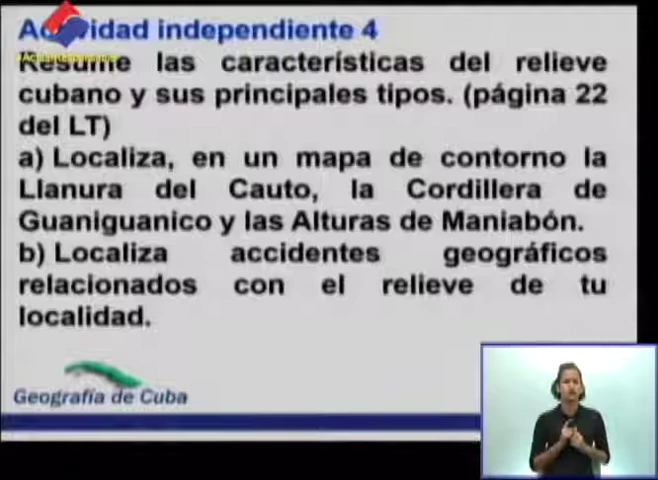 Actividad independiente 4
Resume las características del relieve
cubano y sus principales tipos. (página 22
del LT)
a) Localiza, en un mapa de contorno la
Llanura del Cauto, la Cordillera de
Guaniguanico y las Alturas de Maniabón.
b) Localiza accidentes geográficos
relacionados con el relieve de tu
localidad.
Geografía de Cuba